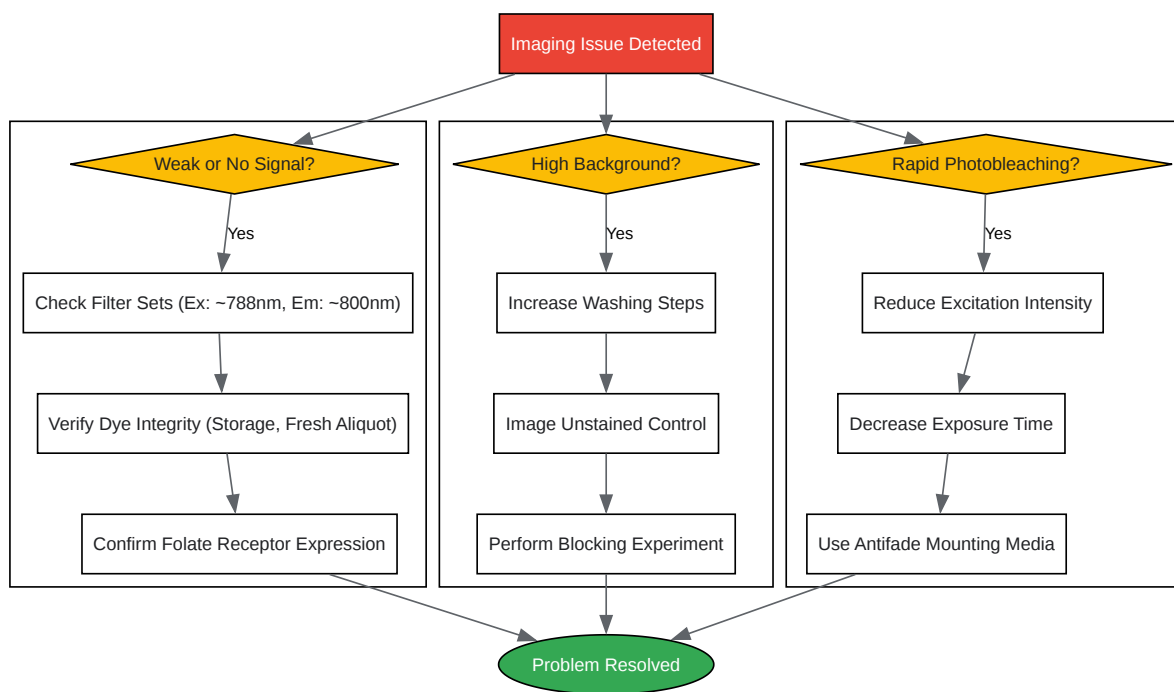 Imaging Issue Detected
Weak or No Signal?
High Background?
Rapid Photobleaching?
Yes
Yes
Yes
Check Filter Sets (Ex: ~788nm, Em: ~800nm)
Increase Washing Steps
Reduce Excitation Intensity
Verify Dye Integrity (Storage, Fresh Aliquot)
Image Unstained Control
Decrease Exposure Time
Confirm Folate Receptor Expression
Perform Blocking Experiment
Use Antifade Mounting Media
Problem Resolved